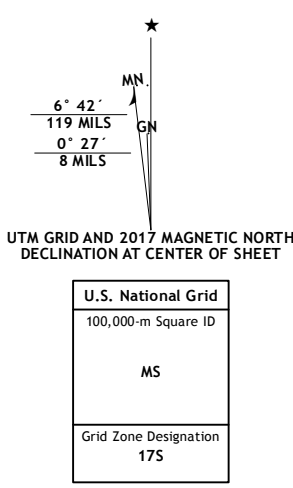 ★
MN
6° 42´
119 MILS
GN
0° 27´
8 MILS
UTM GRID AND 2017 MAGNETIC NORTH
DECLINATION AT CENTER OF SHEET
U.S. National Grid
100,000-m Square ID
MS
Grid Zone Designation
17S